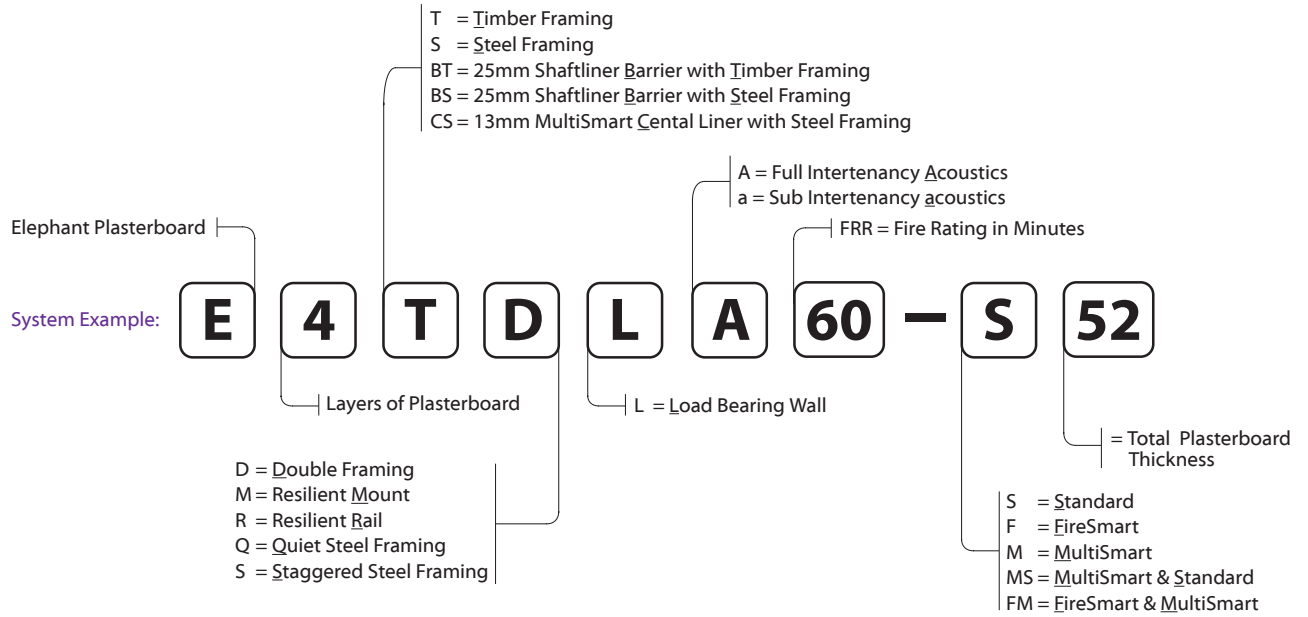 T = Timber Framing
S = Steel Framing
BT = 25mm Shaftliner Barrier with Timber Framing
BS = 25mm Shaftliner Barrier with Steel Framing
CS = 13mm MultiSmart Cental Liner with Steel Framing
A = Full Intertenancy Acoustics
a = Sub Intertenancy acoustics
Elephant Plasterboard
FRR = Fire Rating in Minutes
System Example: E 4 T D L A 60 – S 52
Layers of Plasterboard
L = Load Bearing Wall
= Total Plasterboard
Thickness
D = Double Framing
M = Resilient Mount
R = Resilient Rail
Q = Quiet Steel Framing
S = Staggered Steel Framing
S = Standard
F = FireSmart
M = MultiSmart
MS = MultiSmart & Standard
FM = FireSmart & MultiSmart